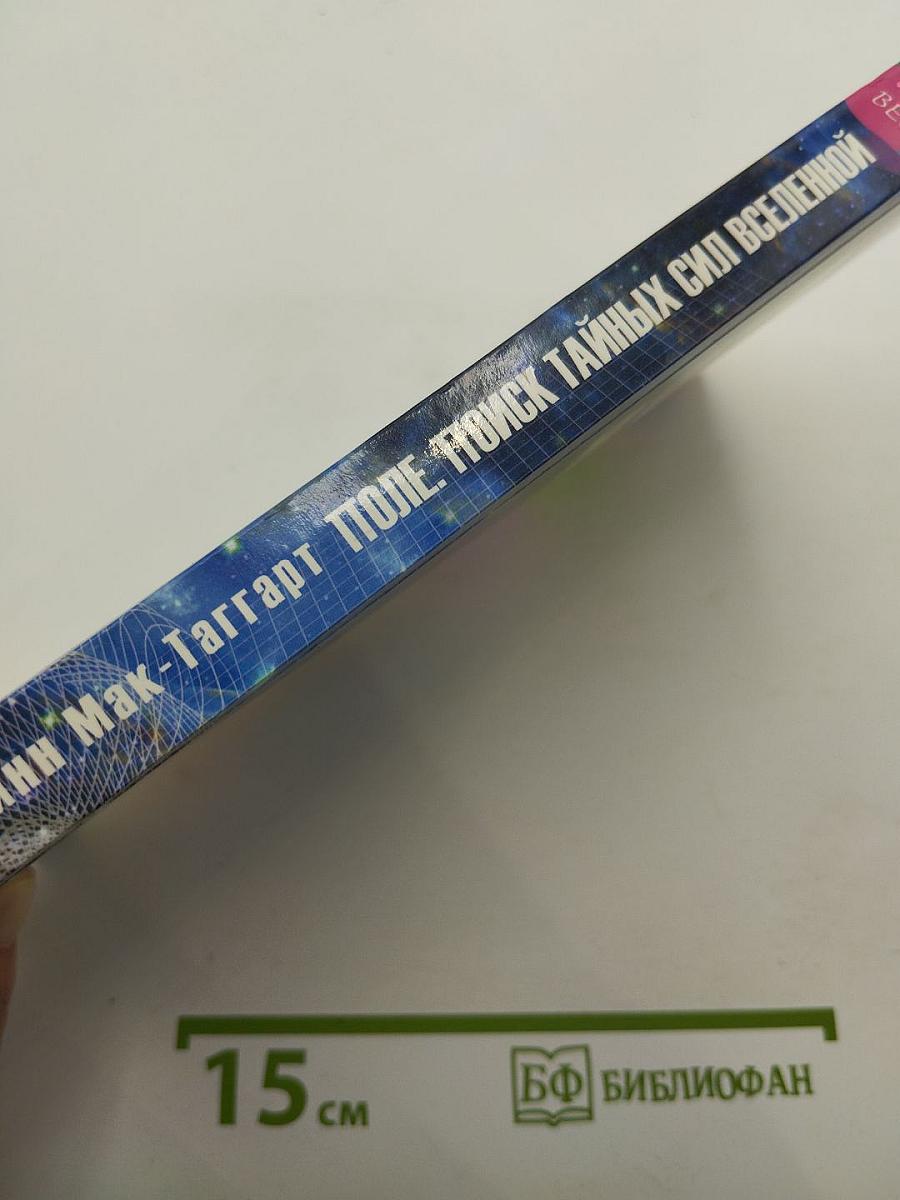 Мак-Таггарт ПОЛЕ. ПОИСК ТАЙНЫХ СИЛ ВСЕЛЕННОЙ
15 см
БФ БИБЛИОФАН